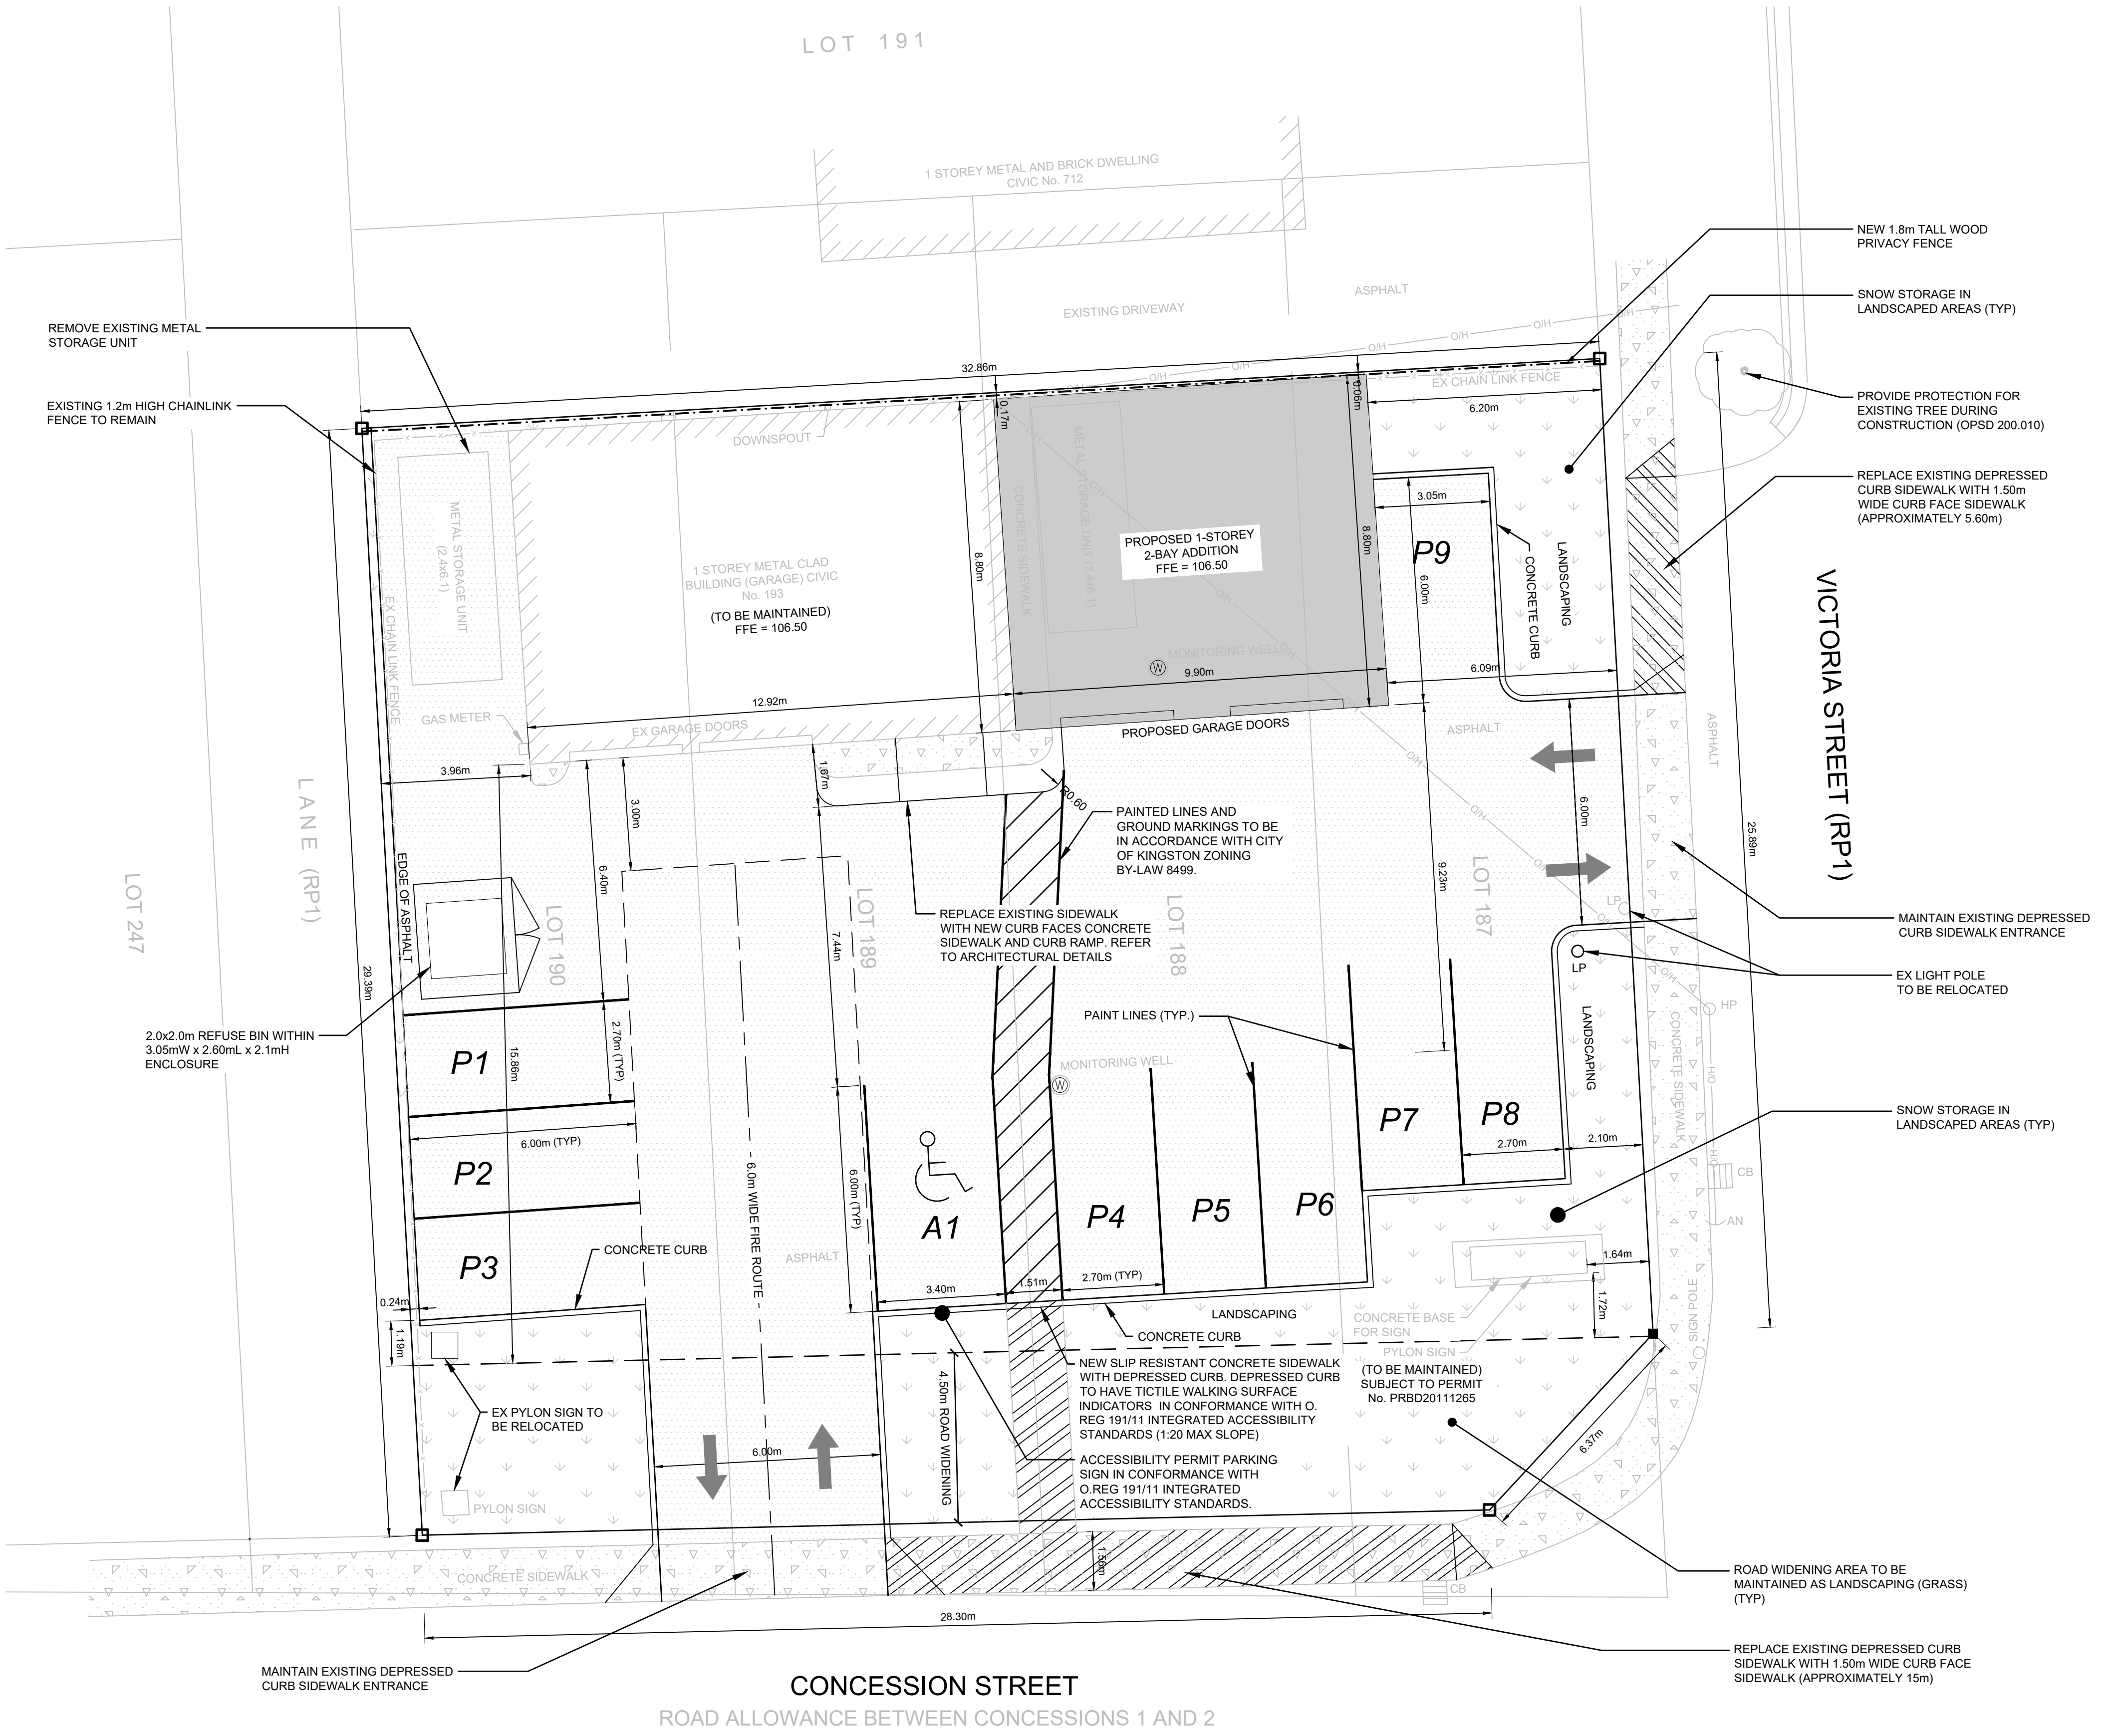 LOT 191
1 STOREY METAL AND BRICK DWELLING
CIVIC No. 712
NEW 1.8m TALL WOOD
PRIVACY FENCE
EXISTING DRIVEWAY
ASPHALT
SNOW STORAGE IN
LANDSCAPED AREAS (TYP)
O/H
O/H
O/H
O/H
O/H
O/H
O/H
REMOVE EXISTING METAL
STORAGE UNIT
32.86m
EX CHAIN LINK FENCE
EXISTING 1.2m HIGH CHAINLINK
FENCE TO REMAIN
0.17m
0.06m
6.20m
PROVIDE PROTECTION FOR
EXISTING TREE DURING
CONSTRUCTION (OPSD 200.010)
DOWNSPOUT
REPLACE EXISTING DEPRESSED
CURB SIDEWALK WITH 1.50m
WIDE CURB FACE SIDEWALK
(APPROXIMATELY 5.60m)
METAL STORAGE UNIT
(2.4x6.1)
EX CHAIN LINK FENCE
1 STOREY METAL CLAD
BUILDING (GARAGE) CIVIC
No. 193
(TO BE MAINTAINED)
FFE = 106.50
8.80m
CONCRETE SIDEWALK
METAL STORAGE UNIT (2.4x6.1)
O/H
PROPOSED 1-STOREY
2-BAY ADDITION
FFE = 106.50
O/H
O/H
8.80m
3.05m
P9
6.00m
CONCRETE CURB
LANDSCAPING
VICTORIA STREET (RP1)
MONITORING WELL
W
9.90m
6.09m
12.92m
GAS METER
EX GARAGE DOORS
PROPOSED GARAGE DOORS
O/H
ASPHALT
ASPHALT
3.96m
1.67m
3.00m
R0.60
O/H
O/H
6.00m
25.89m
LANE (RP1)
LOT 247
PAINTED LINES AND
GROUND MARKINGS TO BE
IN ACCORDANCE WITH CITY
OF KINGSTON ZONING
BY-LAW 8499.
EDGE OF ASPHALT
6.40m
LOT 190
LOT 189
LOT 188
LOT 187
9.23m
O/H
LP
O/H
REPLACE EXISTING SIDEWALK
WITH NEW CURB FACES CONCRETE
SIDEWALK AND CURB RAMP. REFER
TO ARCHITECTURAL DETAILS
MAINTAIN EXISTING DEPRESSED
CURB SIDEWALK ENTRANCE
7.44m
29.39m
LP
O/H
EX LIGHT POLE
TO BE RELOCATED
HP
2.0x2.0m REFUSE BIN WITHIN
3.05mW x 2.60mL x 2.1mH
ENCLOSURE
P1
15.86m
2.70m (TYP)
PAINT LINES (TYP.)
MONITORING WELL
W
LANDSCAPING
CONCRETE SIDEWALK
O/H
O/H
SNOW STORAGE IN
LANDSCAPED AREAS (TYP)
P7
P8
2.70m
2.10m
6.00m (TYP)
P2
- 6.0m WIDE FIRE ROUTE -
6.00m (TYP)
A1
P4
P5
P6
CB
AN
P3
CONCRETE CURB
ASPHALT
1.64m
0.24m
1.19m
3.40m
1.51m
2.70m (TYP)
LANDSCAPING
CONCRETE CURB
CONCRETE BASE
FOR SIGN
PYLON SIGN
1.72m
SIGN POLE
(TO BE MAINTAINED)
SUBJECT TO PERMIT
No. PRBD20111265
4.50m ROAD WIDENING
NEW SLIP RESISTANT CONCRETE SIDEWALK
WITH DEPRESSED CURB. DEPRESSED CURB
TO HAVE TICTILE WALKING SURFACE
INDICATORS IN CONFORMANCE WITH O.
REG 191/11 INTEGRATED ACCESSIBILITY
STANDARDS (1:20 MAX SLOPE)
EX PYLON SIGN TO
BE RELOCATED
6.37m
6.00m
ACCESSIBILITY PERMIT PARKING
SIGN IN CONFORMANCE WITH
O.REG 191/11 INTEGRATED
ACCESSIBILITY STANDARDS.
PYLON SIGN
CONCRETE SIDEWALK
1.56m
CB
ROAD WIDENING AREA TO BE
MAINTAINED AS LANDSCAPING (GRASS)
(TYP)
28.30m
REPLACE EXISTING DEPRESSED CURB
SIDEWALK WITH 1.50m WIDE CURB FACE
SIDEWALK (APPROXIMATELY 15m)
MAINTAIN EXISTING DEPRESSED
CURB SIDEWALK ENTRANCE
CONCESSION STREET
ROAD ALLOWANCE BETWEEN CONCESSIONS 1 AND 2